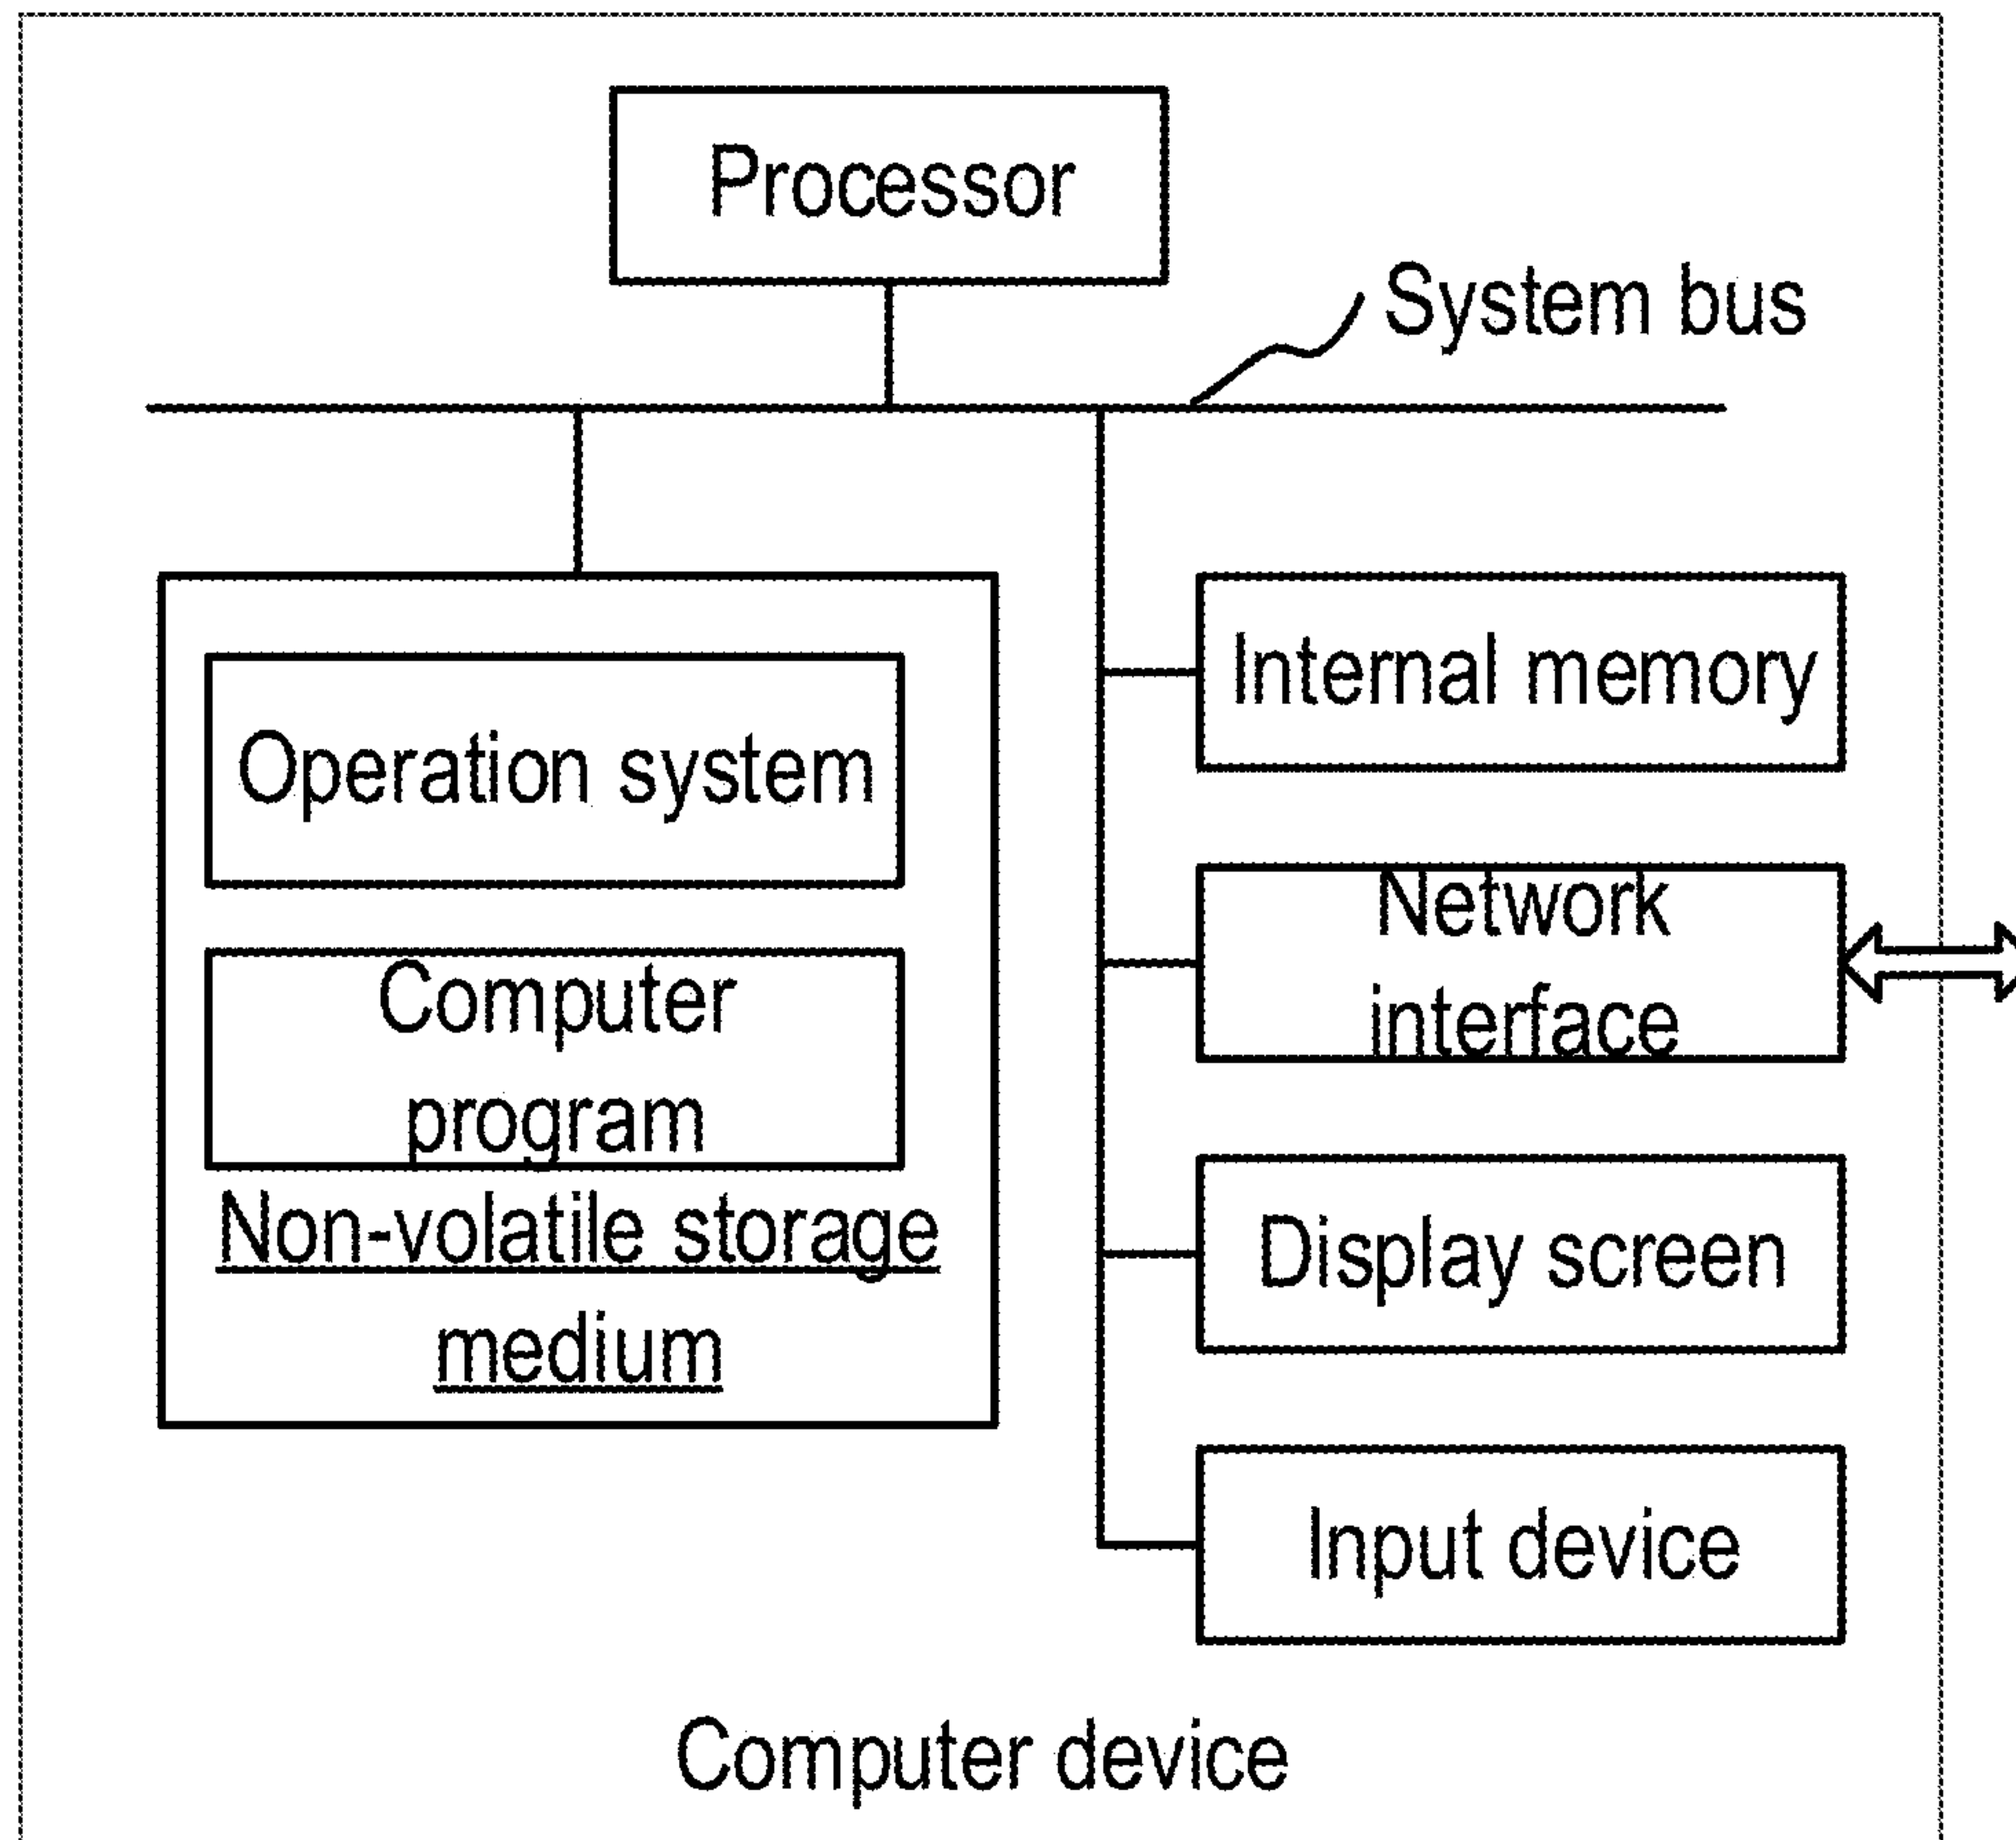 Processor
System bus
Operation system
Computer
program
Non-volatile storage
medium
Internal memory
Network
interface
Display screen
Input device
Computer device